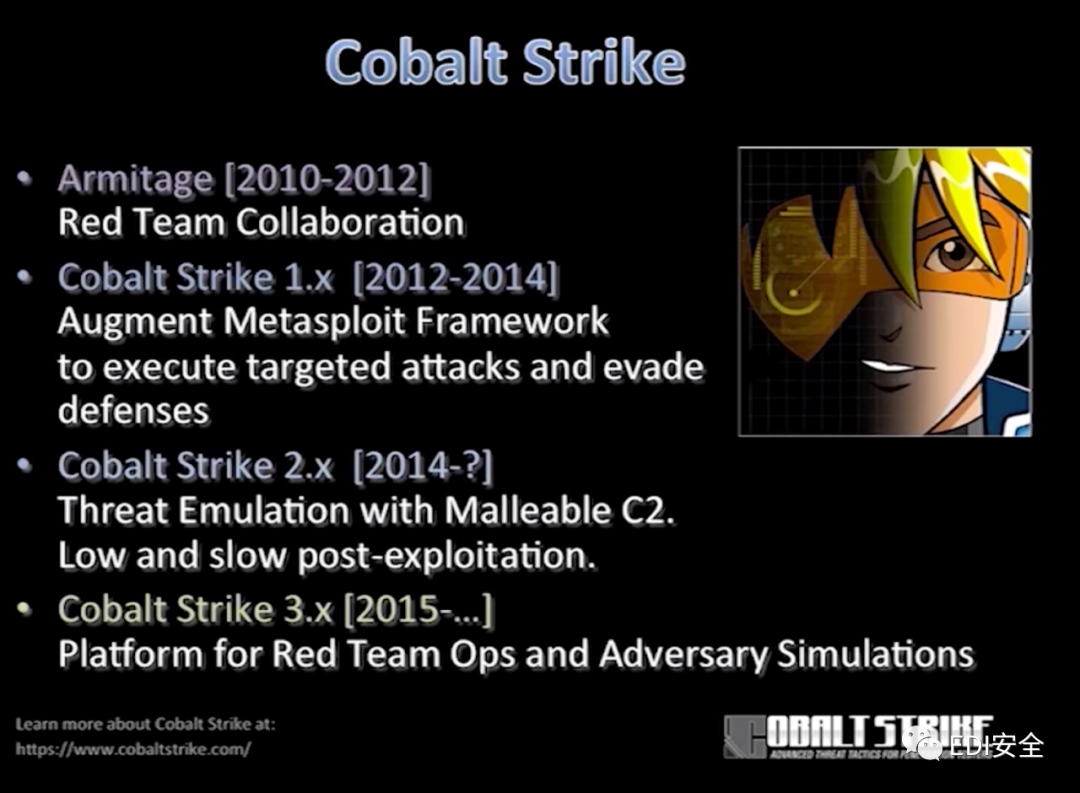 Cobalt Strike
• Armitage [2010-2012]
Red Team Collaboration
• Cobalt Strike 1.x [2012-2014]
Augment Metasploit Framework
to execute targeted attacks and evade
defenses
• Cobalt Strike 2.x [2014-?]
Threat Emulation with Malleable C2.
Low and slow post-exploitation.
• Cobalt Strike 3.x [2015-...]
Platform for Red Team Ops and Adversary Simulations
Learn more about Cobalt Strike at:
https://www.cobaltstrike.com/
COBALT STRIKE
ADVANCED THREAT TACTICS FOR
EDI安全